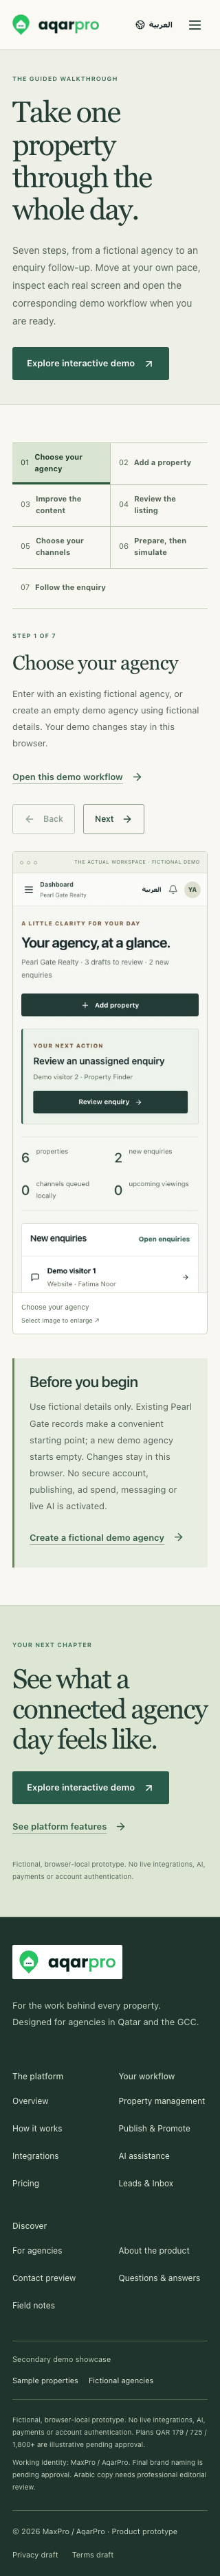 aqarpro
العربية
THE GUIDED WALKTHROUGH
Take one
property
through the
whole day.
Seven steps, from a fictional agency to an
enquiry follow-up. Move at your own pace,
inspect each real screen and open the
corresponding demo workflow when you
are ready.
Explore interactive demo
01 Choose your
agency
02 Add a property
03 Improve the
content
04 Review the
listing
05 Choose your
channels
06 Prepare, then
simulate
07 Follow the enquiry
STEP 1 OF 7
Choose your agency
Enter with an existing fictional agency, or
create an empty demo agency using fictional
details. Your demo changes stay in this
browser.
Open this demo workflow
Back
Next
THE ACTUAL WORKSPACE · FICTIONAL DEMO
Dashboard
Pearl Gate Realty
العربية
YA
A LITTLE CLARITY FOR YOUR DAY
Your agency, at a glance.
Pearl Gate Realty · 3 drafts to review · 2 new
enquiries
Add property
YOUR NEXT ACTION
Review an unassigned enquiry
Demo visitor 2 · Property Finder
Review enquiry
6 properties
2 new enquiries
0 channels queued
locally
0 upcoming viewings
New enquiries
Open enquiries
Demo visitor 1
Website · Fatima Noor
Choose your agency
Select image to enlarge ↗
Before you begin
Use fictional details only. Existing Pearl
Gate records make a convenient
starting point; a new demo agency
starts empty. Changes stay in this
browser. No secure account,
publishing, ad spend, messaging or
live AI is activated.
Create a fictional demo agency
YOUR NEXT CHAPTER
See what a
connected agency
day feels like.
Explore interactive demo
See platform features
Fictional, browser-local prototype. No live integrations, AI,
payments or account authentication.
aqarpro
For the work behind every property.
Designed for agencies in Qatar and the GCC.
The platform
Overview
How it works
Integrations
Pricing
Your workflow
Property management
Publish & Promote
AI assistance
Leads & Inbox
Discover
For agencies
Contact preview
Field notes
About the product
Questions & answers
Secondary demo showcase
Sample properties
Fictional agencies
Fictional, browser-local prototype. No live integrations, AI,
payments or account authentication. Plans QAR 179 / 725 /
1,800+ are illustrative pending approval.
Working identity: MaxPro / AqarPro. Final brand naming is
pending approval. Arabic copy needs professional editorial
review.
© 2026 MaxPro / AqarPro · Product prototype
Privacy draft
Terms draft